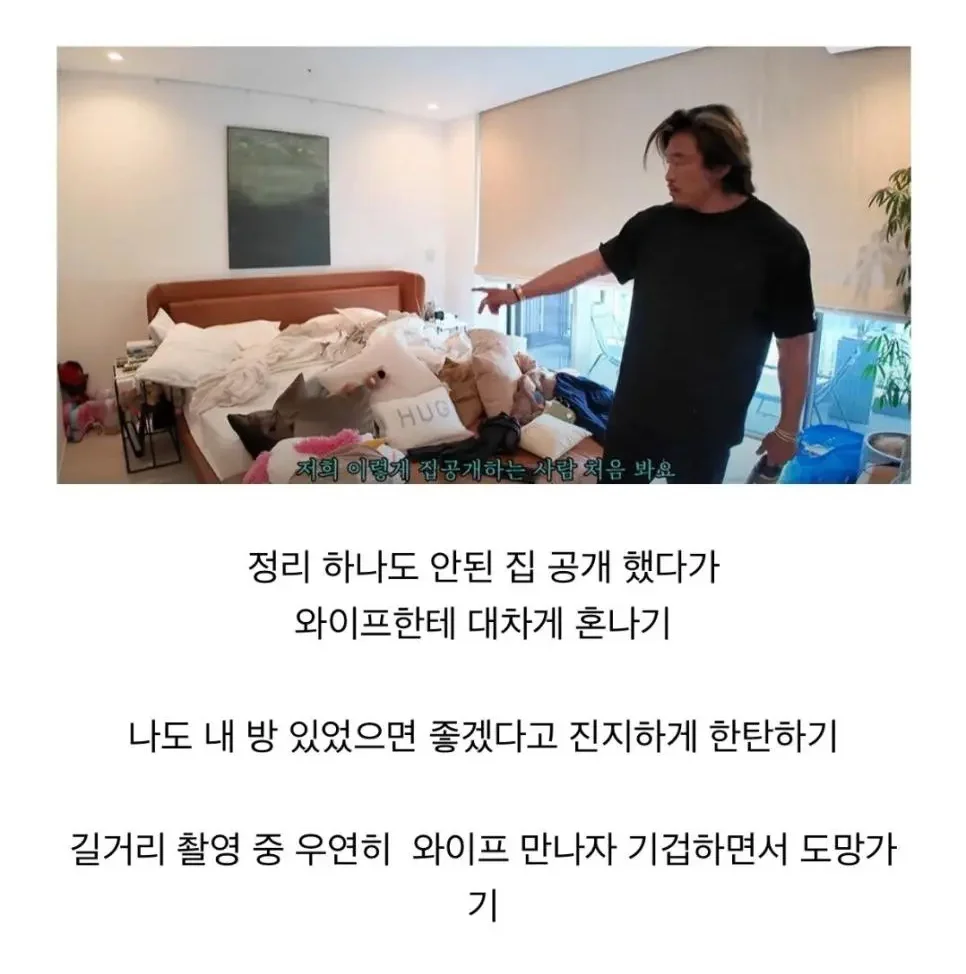 HUG
저희 이렇게 집공개하는 사람 처음 봐요
정리 하나도 안된 집 공개 했다가
와이프한테 대차게 혼나기
나도 내 방 있었으면 좋겠다고 진지하게 한탄하기
길거리 촬영 중 우연히 와이프 만나자 기겁하면서 도망가
기